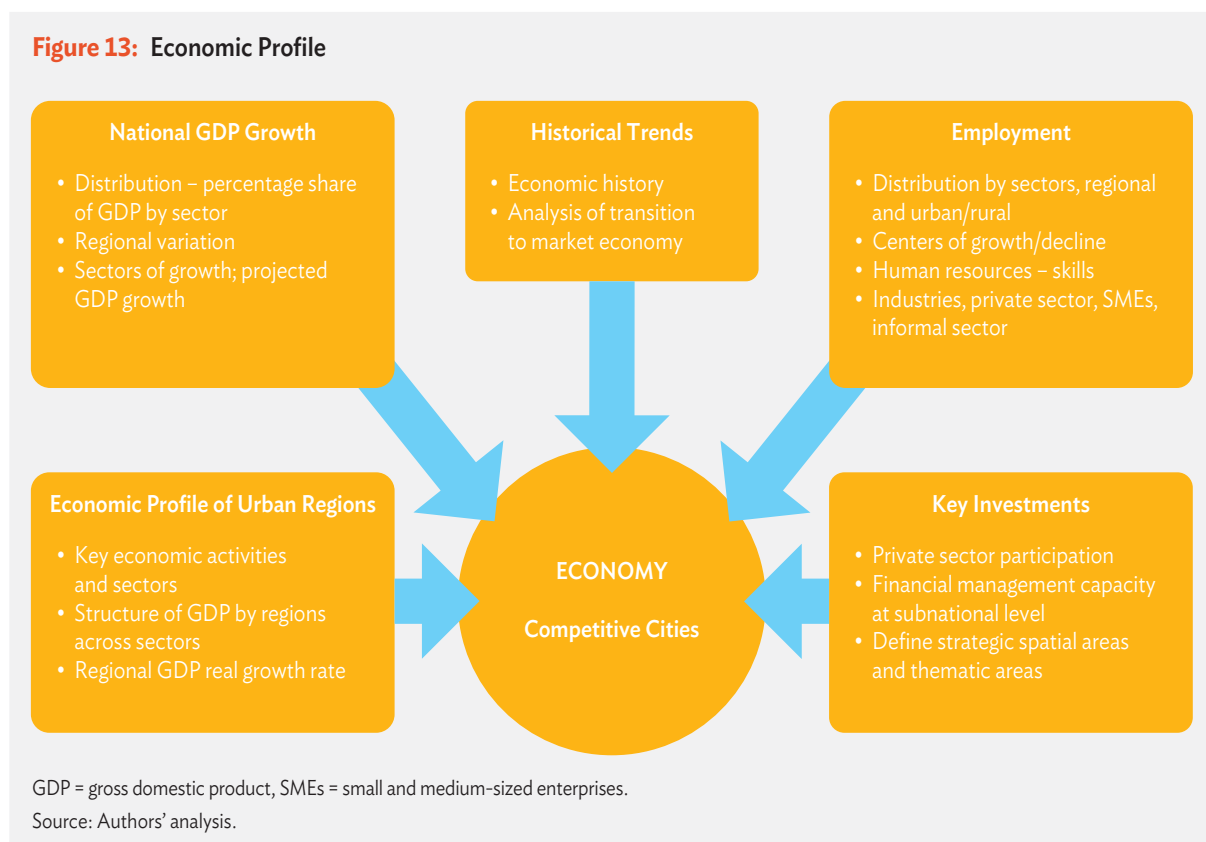 Figure 13: Economic Profile
National GDP Growth
• Distribution – percentage share
of GDP by sector
• Regional variation
• Sectors of growth; projected
GDP growth
Historical Trends
• Economic history
• Analysis of transition
to market economy
Employment
• Distribution by sectors, regional
and urban/rural
• Centers of growth/decline
• Human resources – skills
• Industries, private sector, SMEs,
informal sector
Economic Profile of Urban Regions
• Key economic activities
and sectors
• Structure of GDP by regions
across sectors
• Regional GDP real growth rate
ECONOMY
Competitive Cities
Key Investments
• Private sector participation
• Financial management capacity
at subnational level
• Define strategic spatial areas
and thematic areas
GDP = gross domestic product, SMEs = small and medium-sized enterprises.
Source: Authors’ analysis.